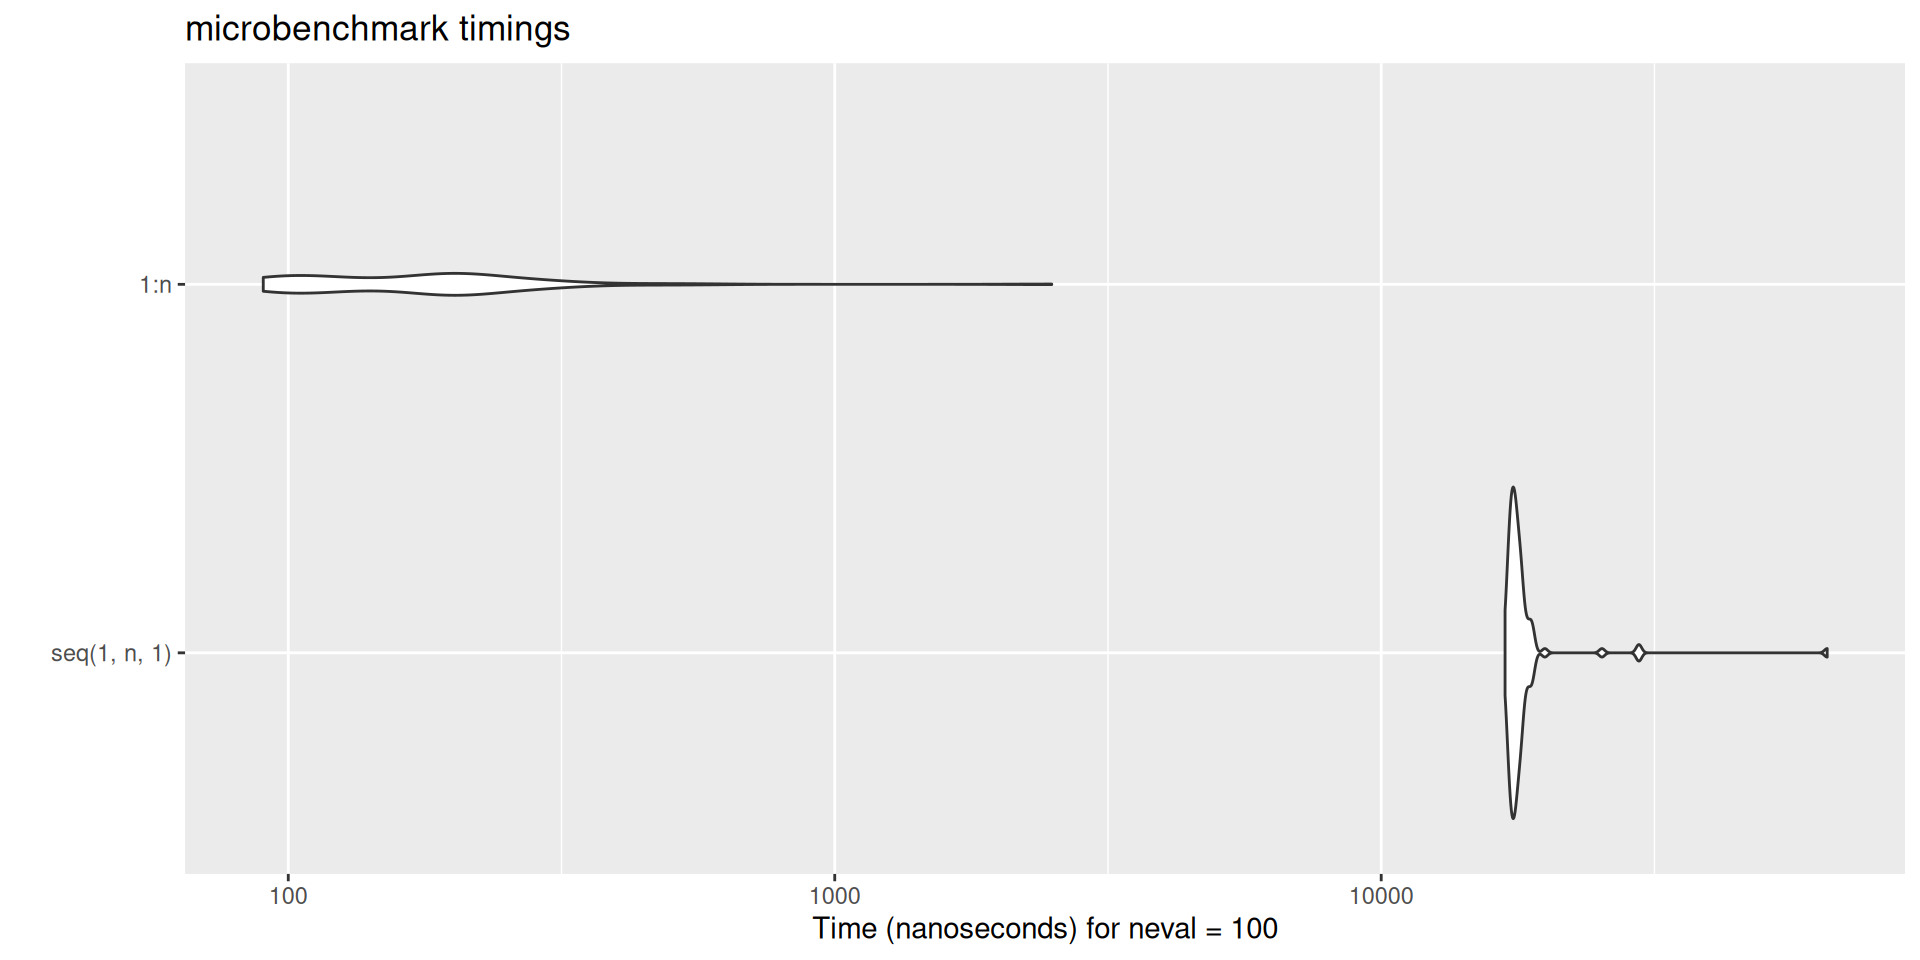 microbenchmark timings
1:n
seq(1, n, 1)
100
1000
10000
Time (nanoseconds) for neval = 100